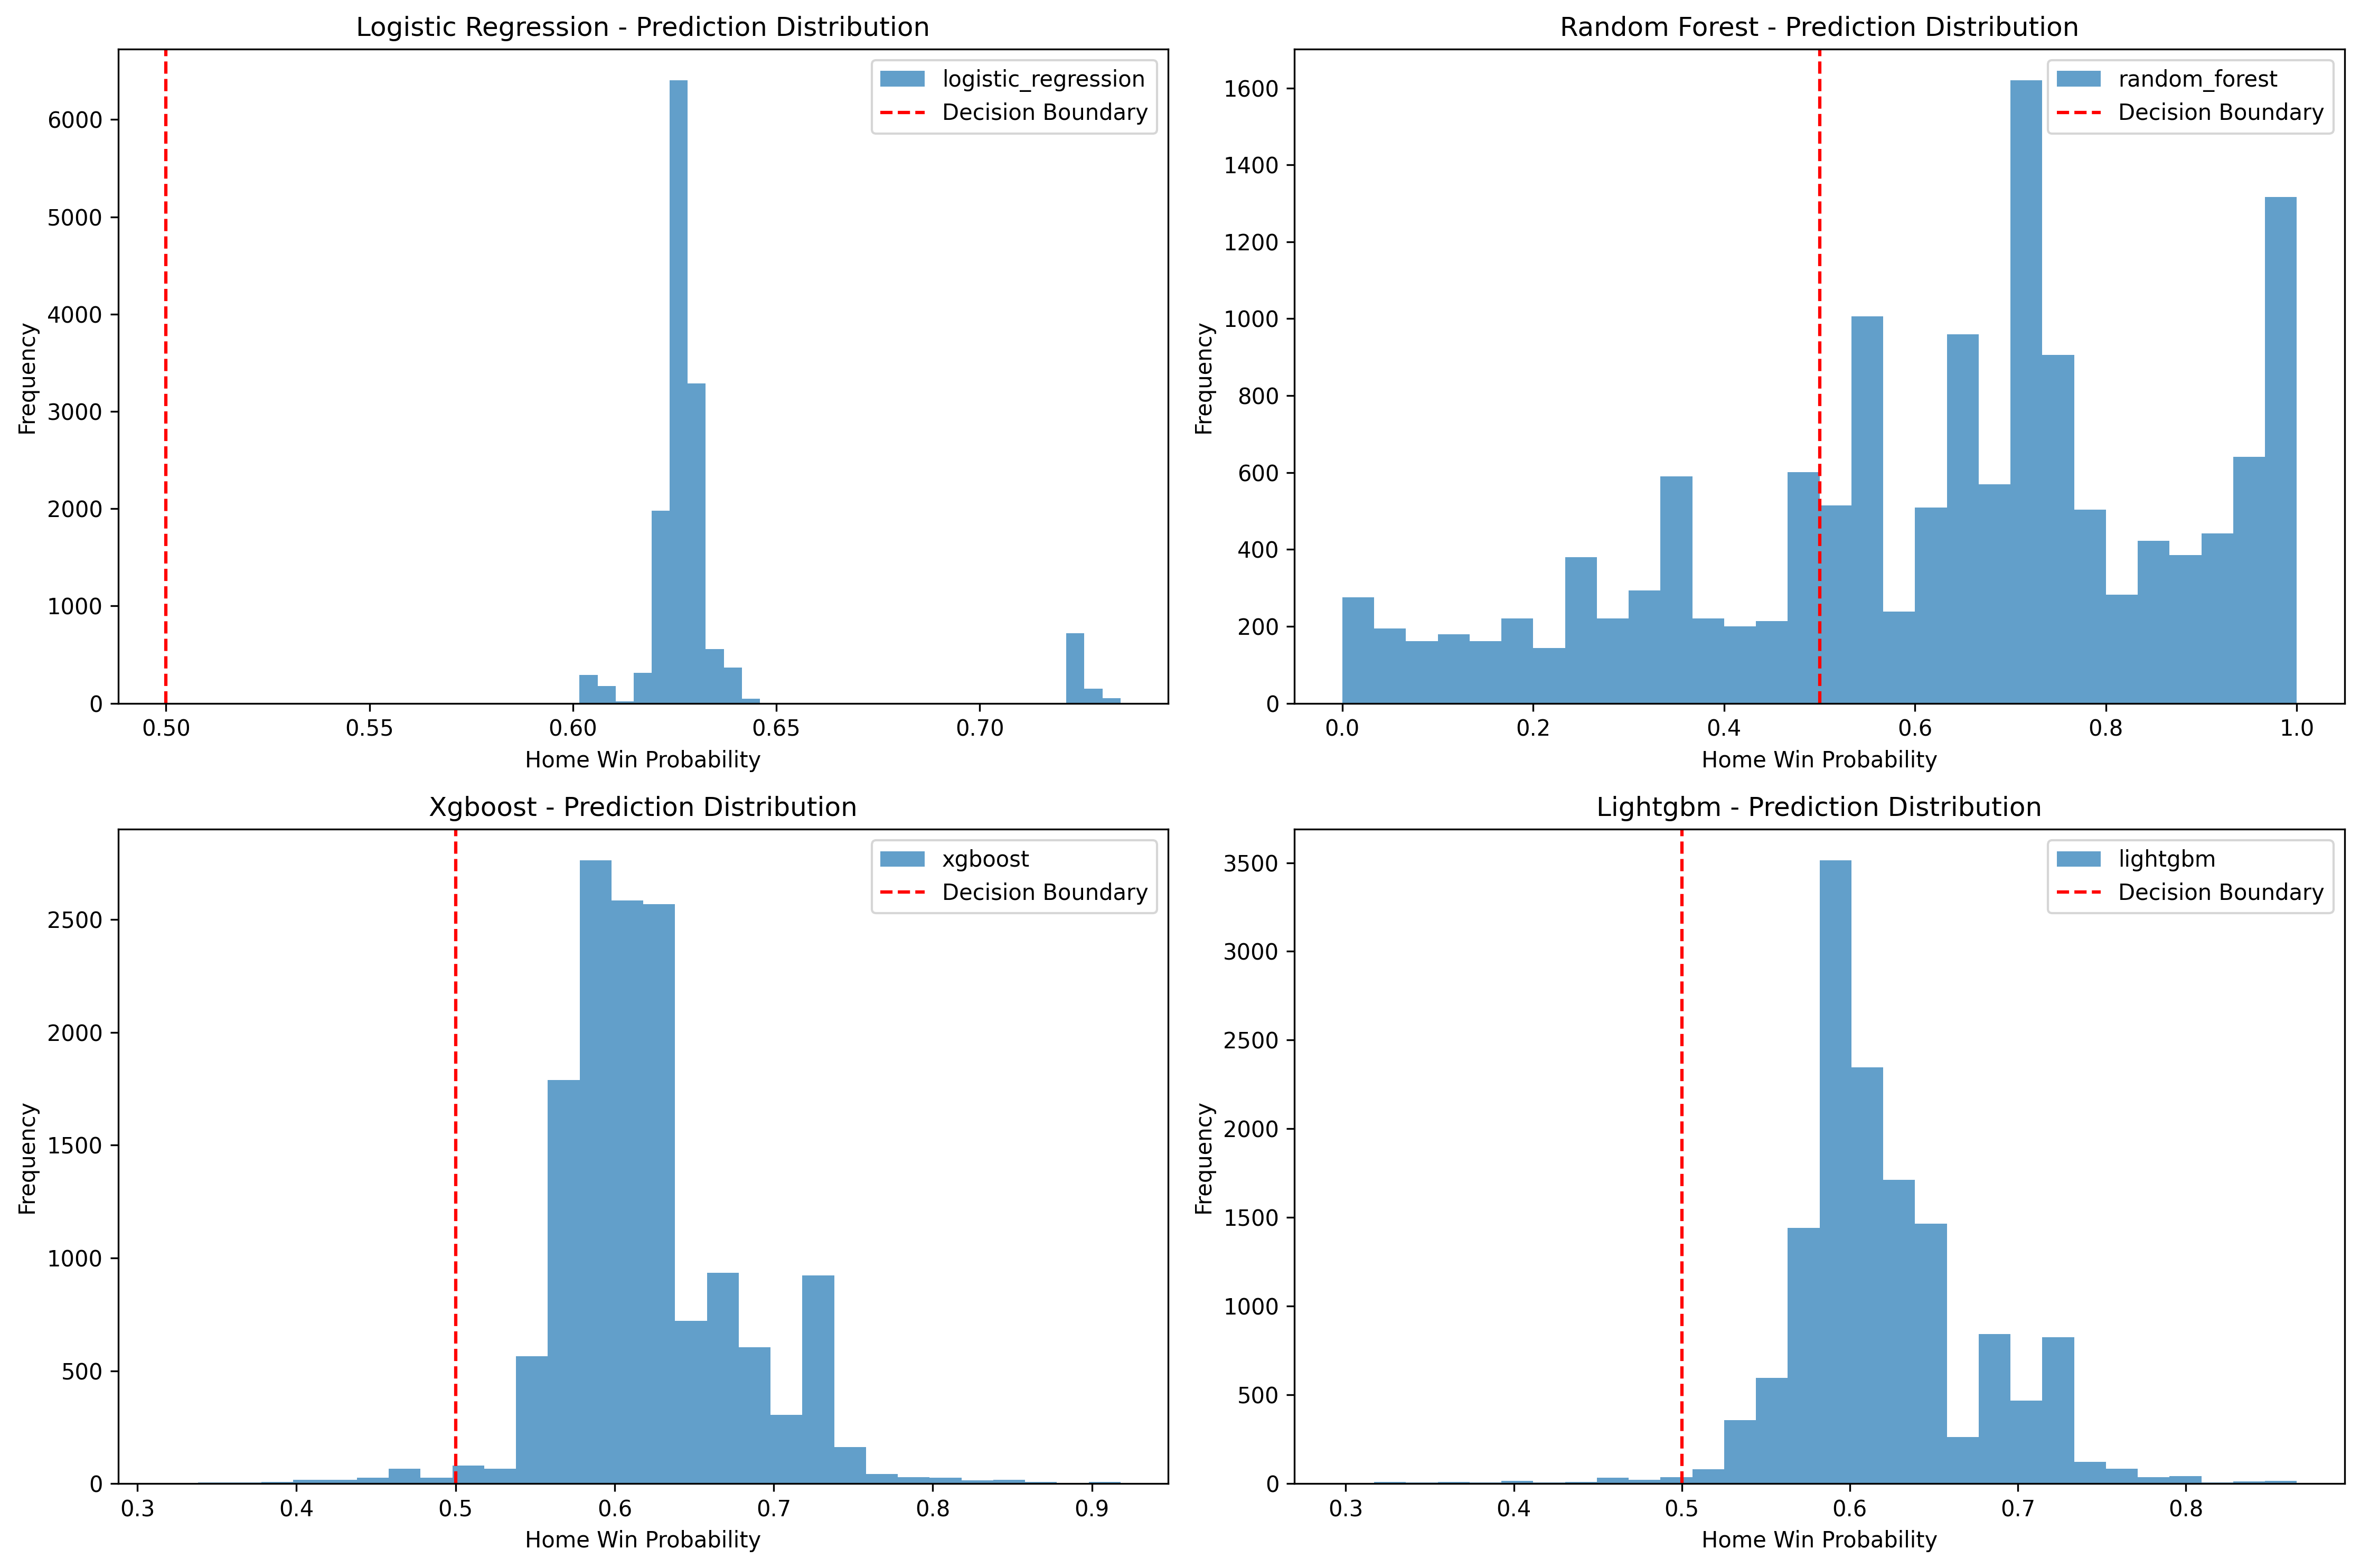 Logistic Regression - Prediction Distribution
logistic_regression
Decision Boundary
Frequency
6000
5000
4000
3000
2000
1000
0
0.50 0.55 0.60 0.65 0.70
Home Win Probability
Random Forest - Prediction Distribution
random_forest
Decision Boundary
Frequency
1600
1400
1200
1000
800
600
400
200
0
0.0 0.2 0.4 0.6 0.8 1.0
Home Win Probability
Xgboost - Prediction Distribution
xgboost
Decision Boundary
Frequency
2500
2000
1500
1000
500
0
0.3 0.4 0.5 0.6 0.7 0.8 0.9
Home Win Probability
Lightgbm - Prediction Distribution
lightgbm
Decision Boundary
Frequency
3500
3000
2500
2000
1500
1000
500
0
0.3 0.4 0.5 0.6 0.7 0.8
Home Win Probability